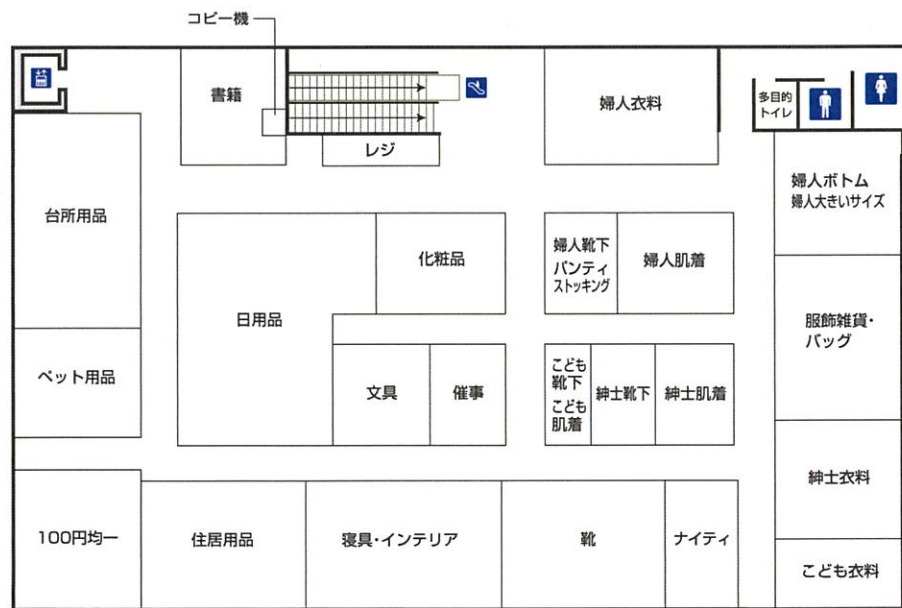 コピー機
書籍
婦人衣料
多目的
トイレ
レジ
台所用品
婦人ボトム
婦人大きいサイズ
化粧品
婦人靴下
パンティ
ストッキング
婦人肌着
日用品
服飾雑貨・
バッグ
ペット用品
文具
催事
こども
靴下
こども
肌着
紳士靴下
紳士肌着
紳士衣料
100円均一
住居用品
寝具・インテリア
靴
ナイティ
こども衣料